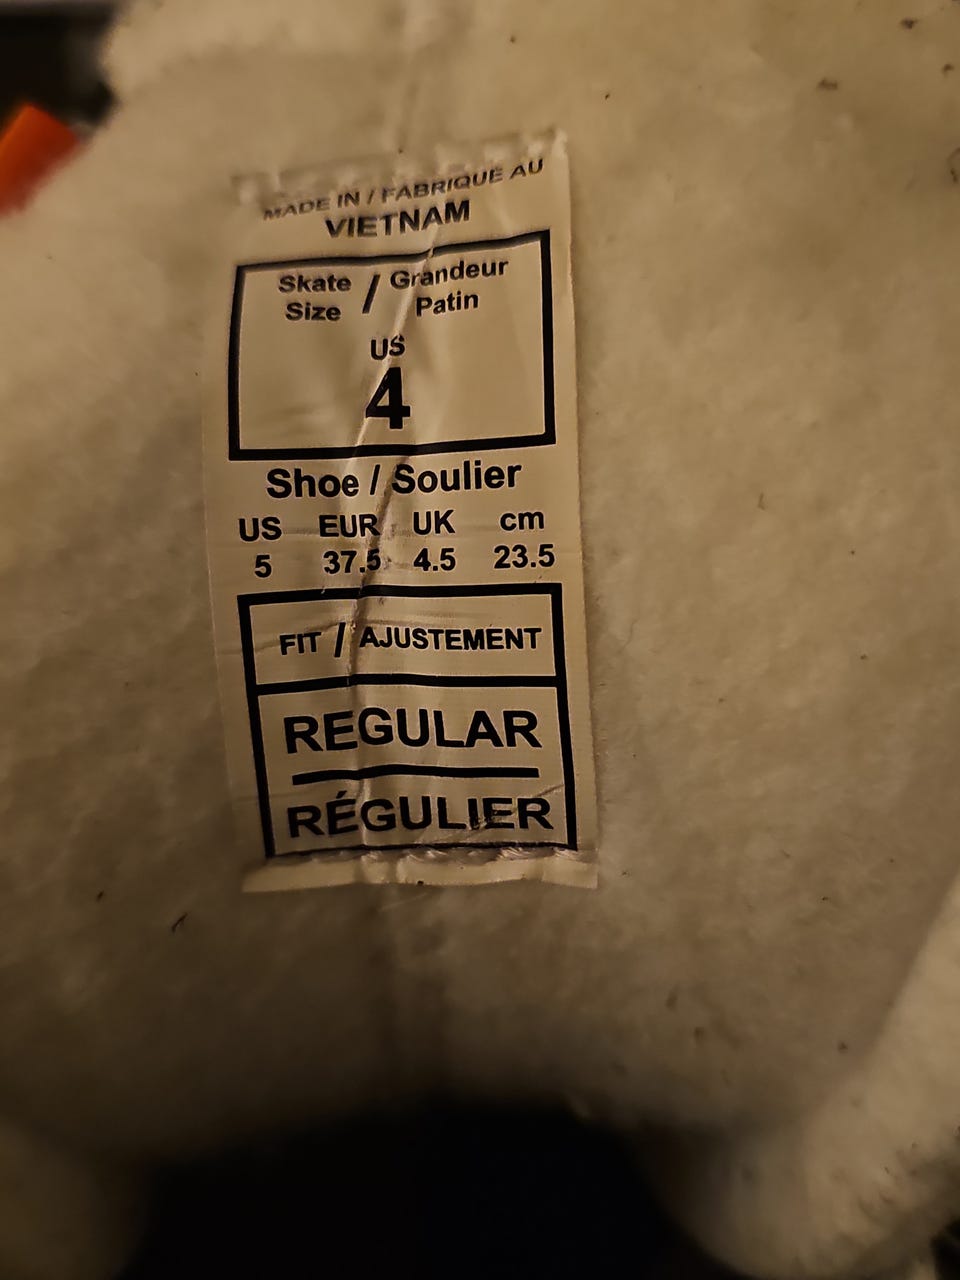 MADE IN / FABRIQUÉ AU
VIETNAM
Skate / Grandeur
Size Patin
US
4
Shoe / Soulier
US EUR UK cm
5 37.5 4.5 23.5
FIT / AJUSTEMENT
REGULAR
RÉGULIER